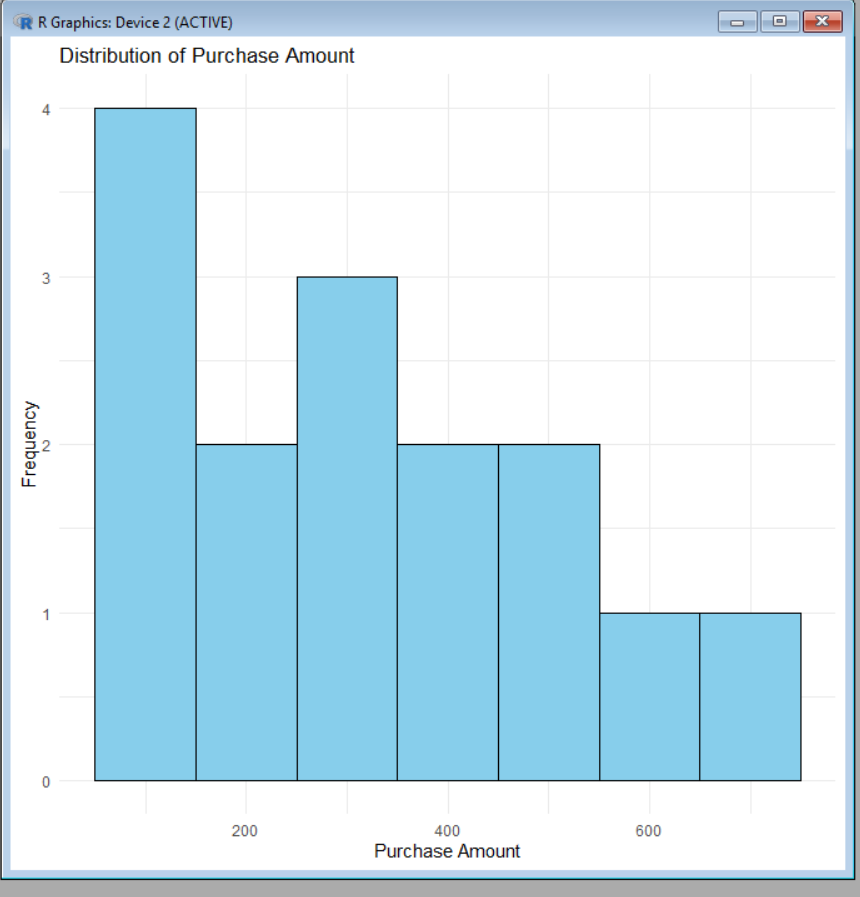 R Graphics: Device 2 (ACTIVE)
Distribution of Purchase Amount
4
3
2
1
0
Frequency
200 400 600
Purchase Amount